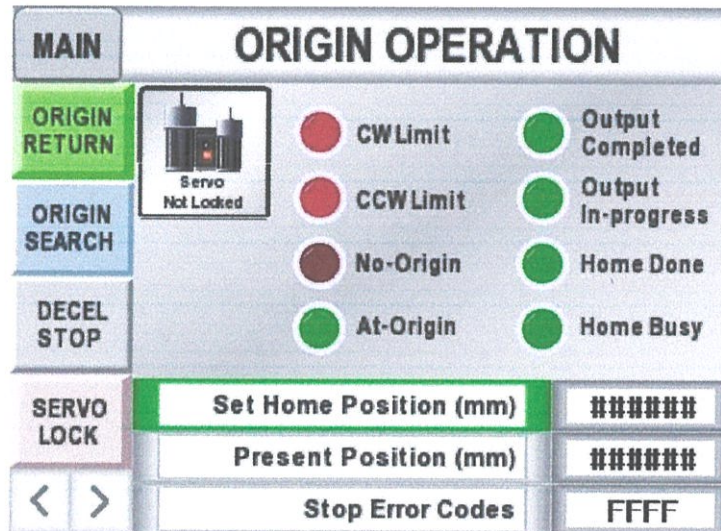 MAIN
ORIGIN OPERATION
ORIGIN
RETURN
ORIGIN
SEARCH
DECEL
STOP
SERVO
LOCK
< >
Servo
Not Locked
CW Limit
CCW Limit
No-Origin
At-Origin
Output
Completed
Output
In-progress
Home Done
Home Busy
Set Home Position (mm) ######
Present Position (mm) ######
Stop Error Codes FFFF